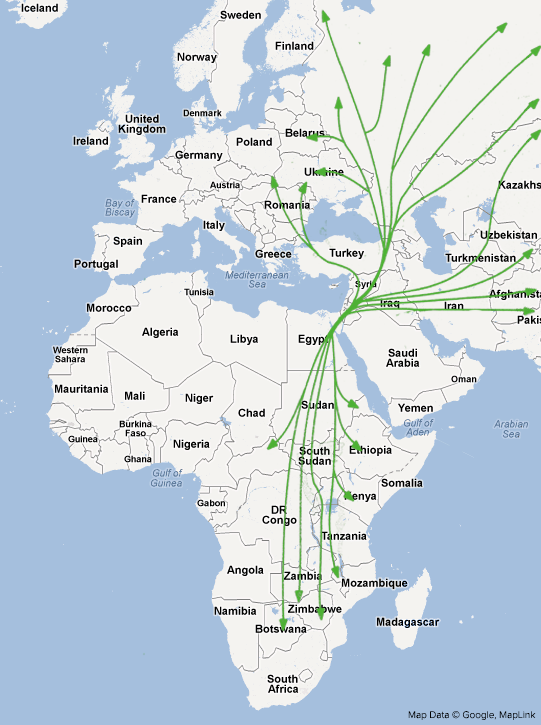 Iceland
Sweden
Finland
Norway
Denmark
United
Kingdom
Ireland
Belarus
Poland
Germany
Ukraine
Austria
France
Kazakhs
Bay of
Biscay
Romania
Italy
Spain
Uzbekistan
Portugal
Greece
Turkey
Turkmenistan
Mediterranean
Sea
Syria
Tunisia
Afghanista
Morocco
Iraq
Iran
Pakis
Algeria
Libya
Egypt
Western
Sahara
Saudi
Arabia
Oman
Mauritania
Mali
Niger
Chad
Sudan
Yemen
Burkina
Faso
Gulf of
Aden
Arabian
Sea
Guinea
Nigeria
Ghana
South
Sudan
Ethiopia
Gulf of
Guinea
Somalia
Gabon
Kenya
DR
Congo
Tanzania
Angola
Zambia
Mozambique
Namibia
Zimbabwe
Botswana
Madagascar
South
Africa
Map Data © Google, MapLink